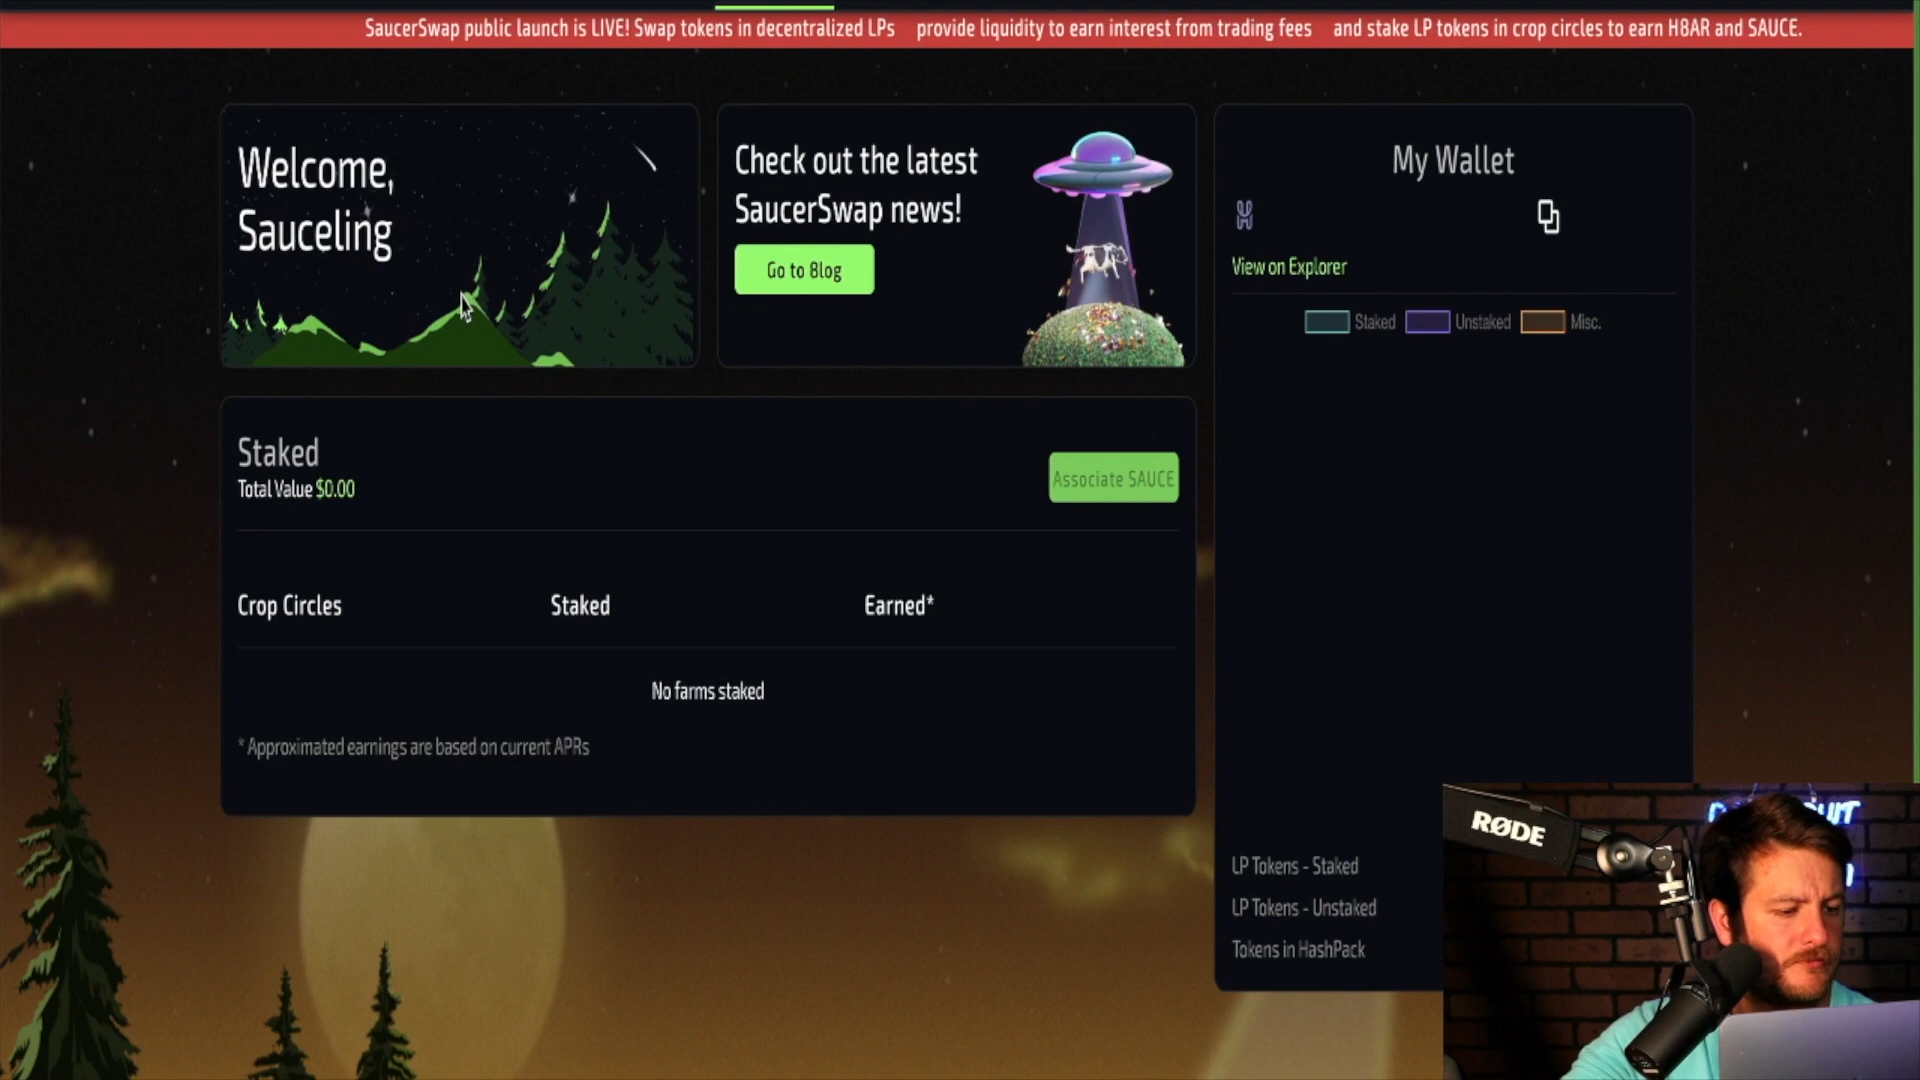 SaucerSwap public launch is LIVE! Swap tokens in decentralized LPs provide liquidity to earn interest from trading fees and stake LP tokens in crop circles to earn HBAR and SAUCE.
Welcome,
Sauceling
Check out the latest
SaucerSwap news!
Go to Blog
My Wallet
View on Explorer
Staked Unstaked Misc.
Staked
Total Value $0.00
Associate SAUCE
Crop Circles Staked Earned*
No farms staked
* Approximated earnings are based on current APRs
LP Tokens - Staked
LP Tokens - Unstaked
Tokens in HashPack
RØDE